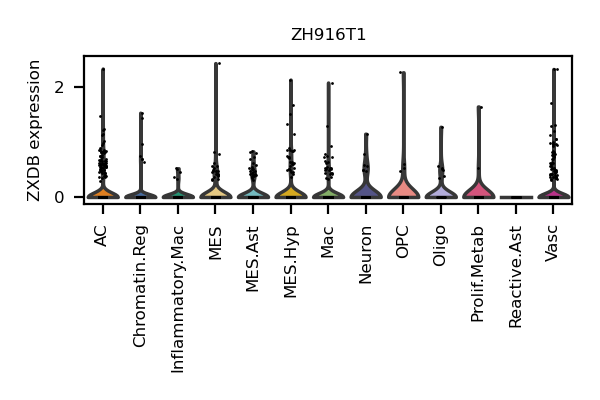 ZH916T1
ZXDB expression
2
0
AC
Chromatin.Reg
Inflammatory.Mac
MES
MES.Ast
MES.Hyp
Mac
Neuron
OPC
Oligo
Prolif.Metab
Reactive.Ast
Vasc